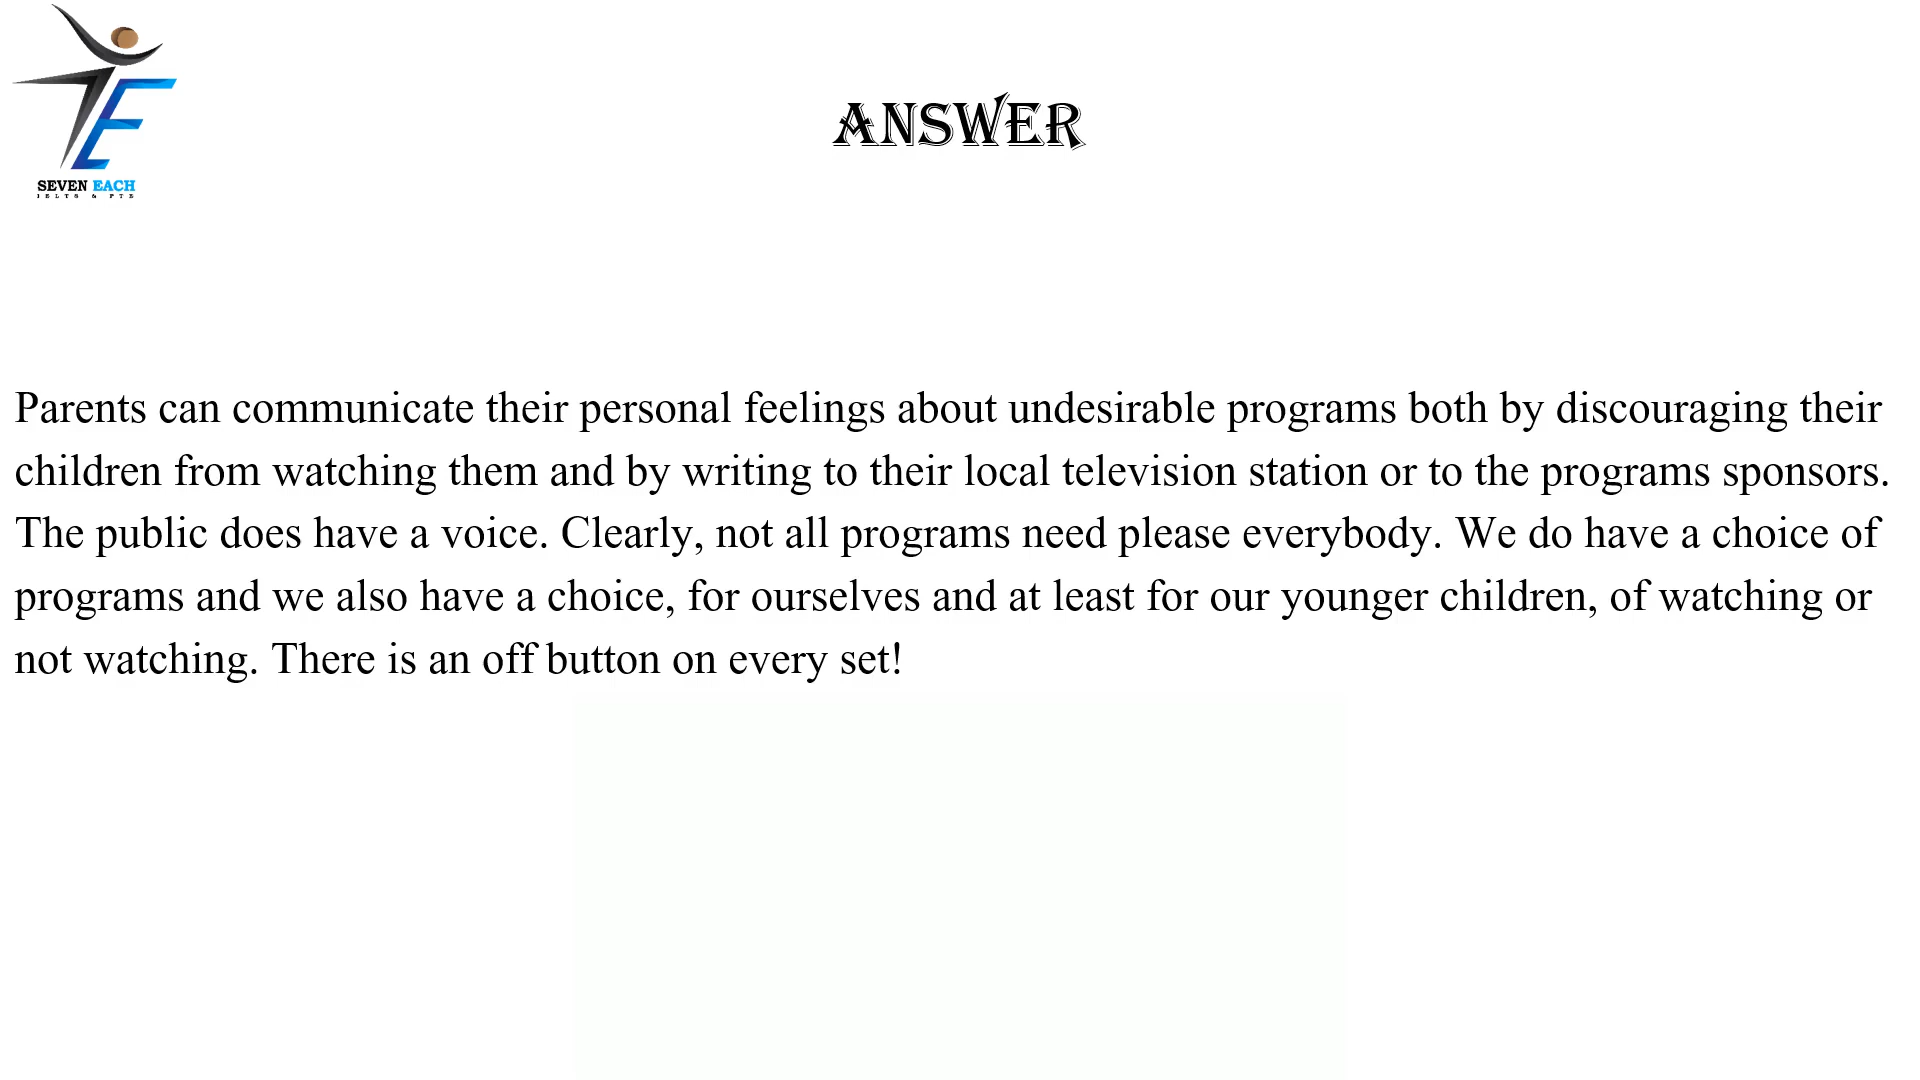 ANSWER
SEVEN EACH
IELTS & PTE
Parents can communicate their personal feelings about undesirable programs both by discouraging their
children from watching them and by writing to their local television station or to the programs sponsors.
The public does have a voice. Clearly, not all programs need please everybody. We do have a choice of
programs and we also have a choice, for ourselves and at least for our younger children, of watching or
not watching. There is an off button on every set!